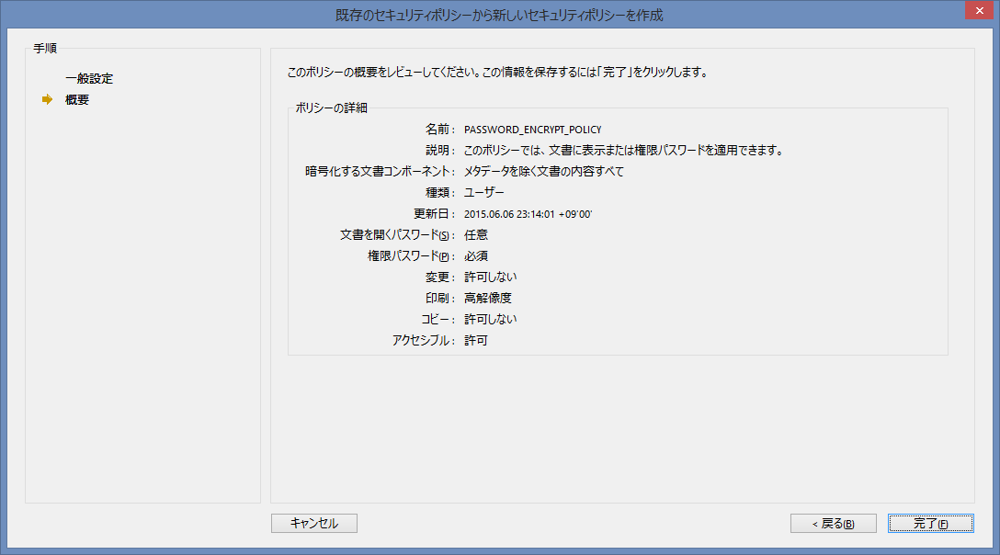 既存のセキュリティポリシーから新しいセキュリティポリシーを作成
手順
一般設定
概要
このポリシーの概要をレビューしてください。この情報を保存するには「完了」をクリックします。
ポリシーの詳細
名前： PASSWORD_ENCRYPT_POLICY
説明： このポリシーでは、文書に表示または権限パスワードを適用できます。
暗号化する文書コンポーネント： メタデータを除く文書の内容すべて
種類： ユーザー
更新日： 2015.06.06 23:14:01 +09'00'
文書を開くパスワード(S)： 任意
権限パスワード(P)： 必須
変更： 許可しない
印刷： 高解像度
コピー： 許可しない
アクセシブル： 許可
キャンセル
< 戻る(B)
完了(F)